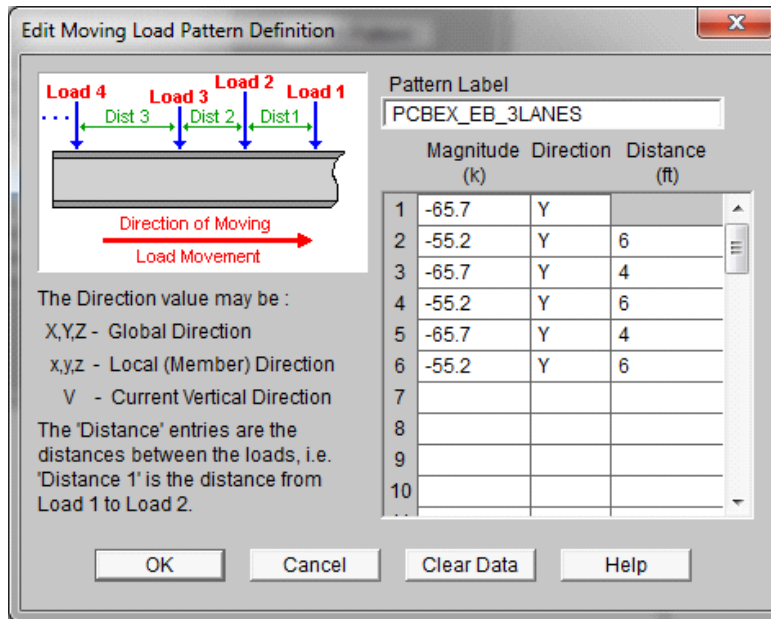 Edit Moving Load Pattern Definition
X
Load 4 Load 3 Load 2 Load 1
... Dist 3 Dist 2 Dist1
Direction of Moving
Load Movement
The Direction value may be :
X,Y,Z - Global Direction
x,y,z - Local (Member) Direction
V - Current Vertical Direction
The 'Distance' entries are the
distances between the loads, i.e.
'Distance 1' is the distance from
Load 1 to Load 2.
Pattern Label
PCBEX_EB_3LANES
Magnitude Direction Distance
(k) (ft)
1 -65.7 Y
2 -55.2 Y 6
3 -65.7 Y 4
4 -55.2 Y 6
5 -65.7 Y 4
6 -55.2 Y 6
7
8
9
10
OK Cancel Clear Data Help